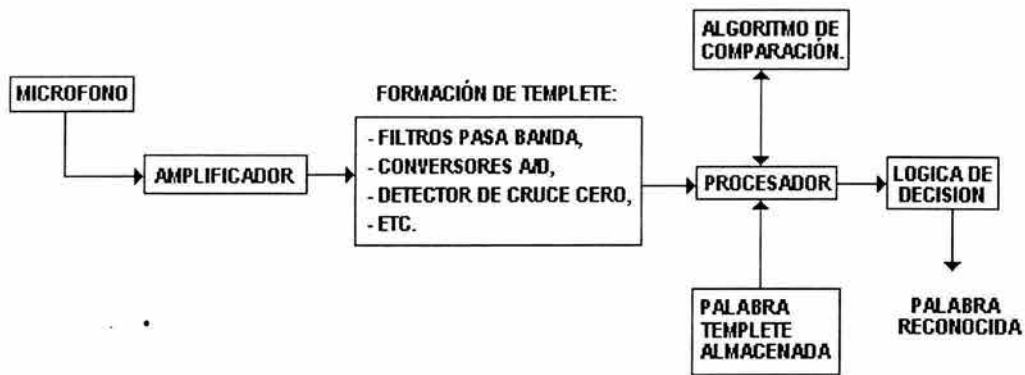 MICROFONO
AMPLIFICADOR
FORMACIÓN DE TEMPLETE:
- FILTROS PASA BANDA,
- CONVERSORES A/D,
- DETECTOR DE CRUCE CERO,
- ETC.
ALGORITMO DE
COMPARACIÓN.
PROCESADOR
PALABRA
TEMPLETE
ALMACENADA
LOGICA DE
DECISION
PALABRA
RECONOCIDA